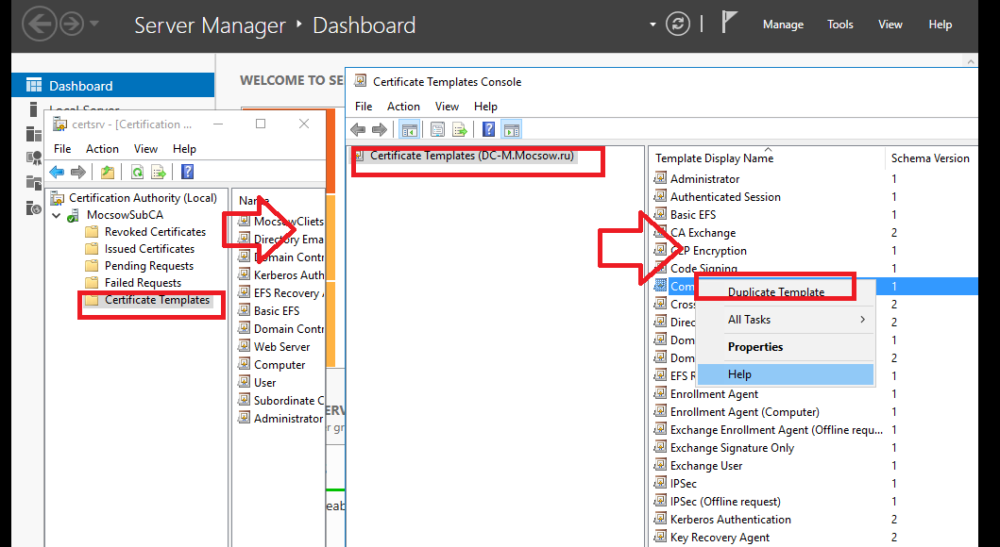 Server Manager ‣ Dashboard
Manage Tools View Help
Dashboard
Local Server
WELCOME TO SE
certsrv - [Certification ...
File Action View Help
Certification Authority (Local)
MocsowSubCA
Revoked Certificates
Issued Certificates
Pending Requests
Failed Requests
Certificate Templates
Name
MocsowCliets
Directory Ema
Domain Contr
Kerberos Auth
EFS Recovery
Basic EFS
Domain Contr
Web Server
Computer
User
Subordinate C
Administrator
ERV
er gr
eab
Certificate Templates Console
File Action View Help
Certificate Templates (DC-M.Mocsow.ru)
Template Display Name Schema Version
Administrator 1
Authenticated Session 1
Basic EFS 1
CA Exchange 2
CEP Encryption 1
Code Signing 1
Com 1
Cross 2
Direc 2
Dom 1
Dom 2
EFS R 1
Enrollment Agent 1
Enrollment Agent (Computer) 1
Exchange Enrollment Agent (Offline requ... 1
Exchange Signature Only 1
Exchange User 1
IPSec 1
IPSec (Offline request) 1
Kerberos Authentication 2
Key Recovery Agent 2
Duplicate Template
All Tasks
Properties
Help